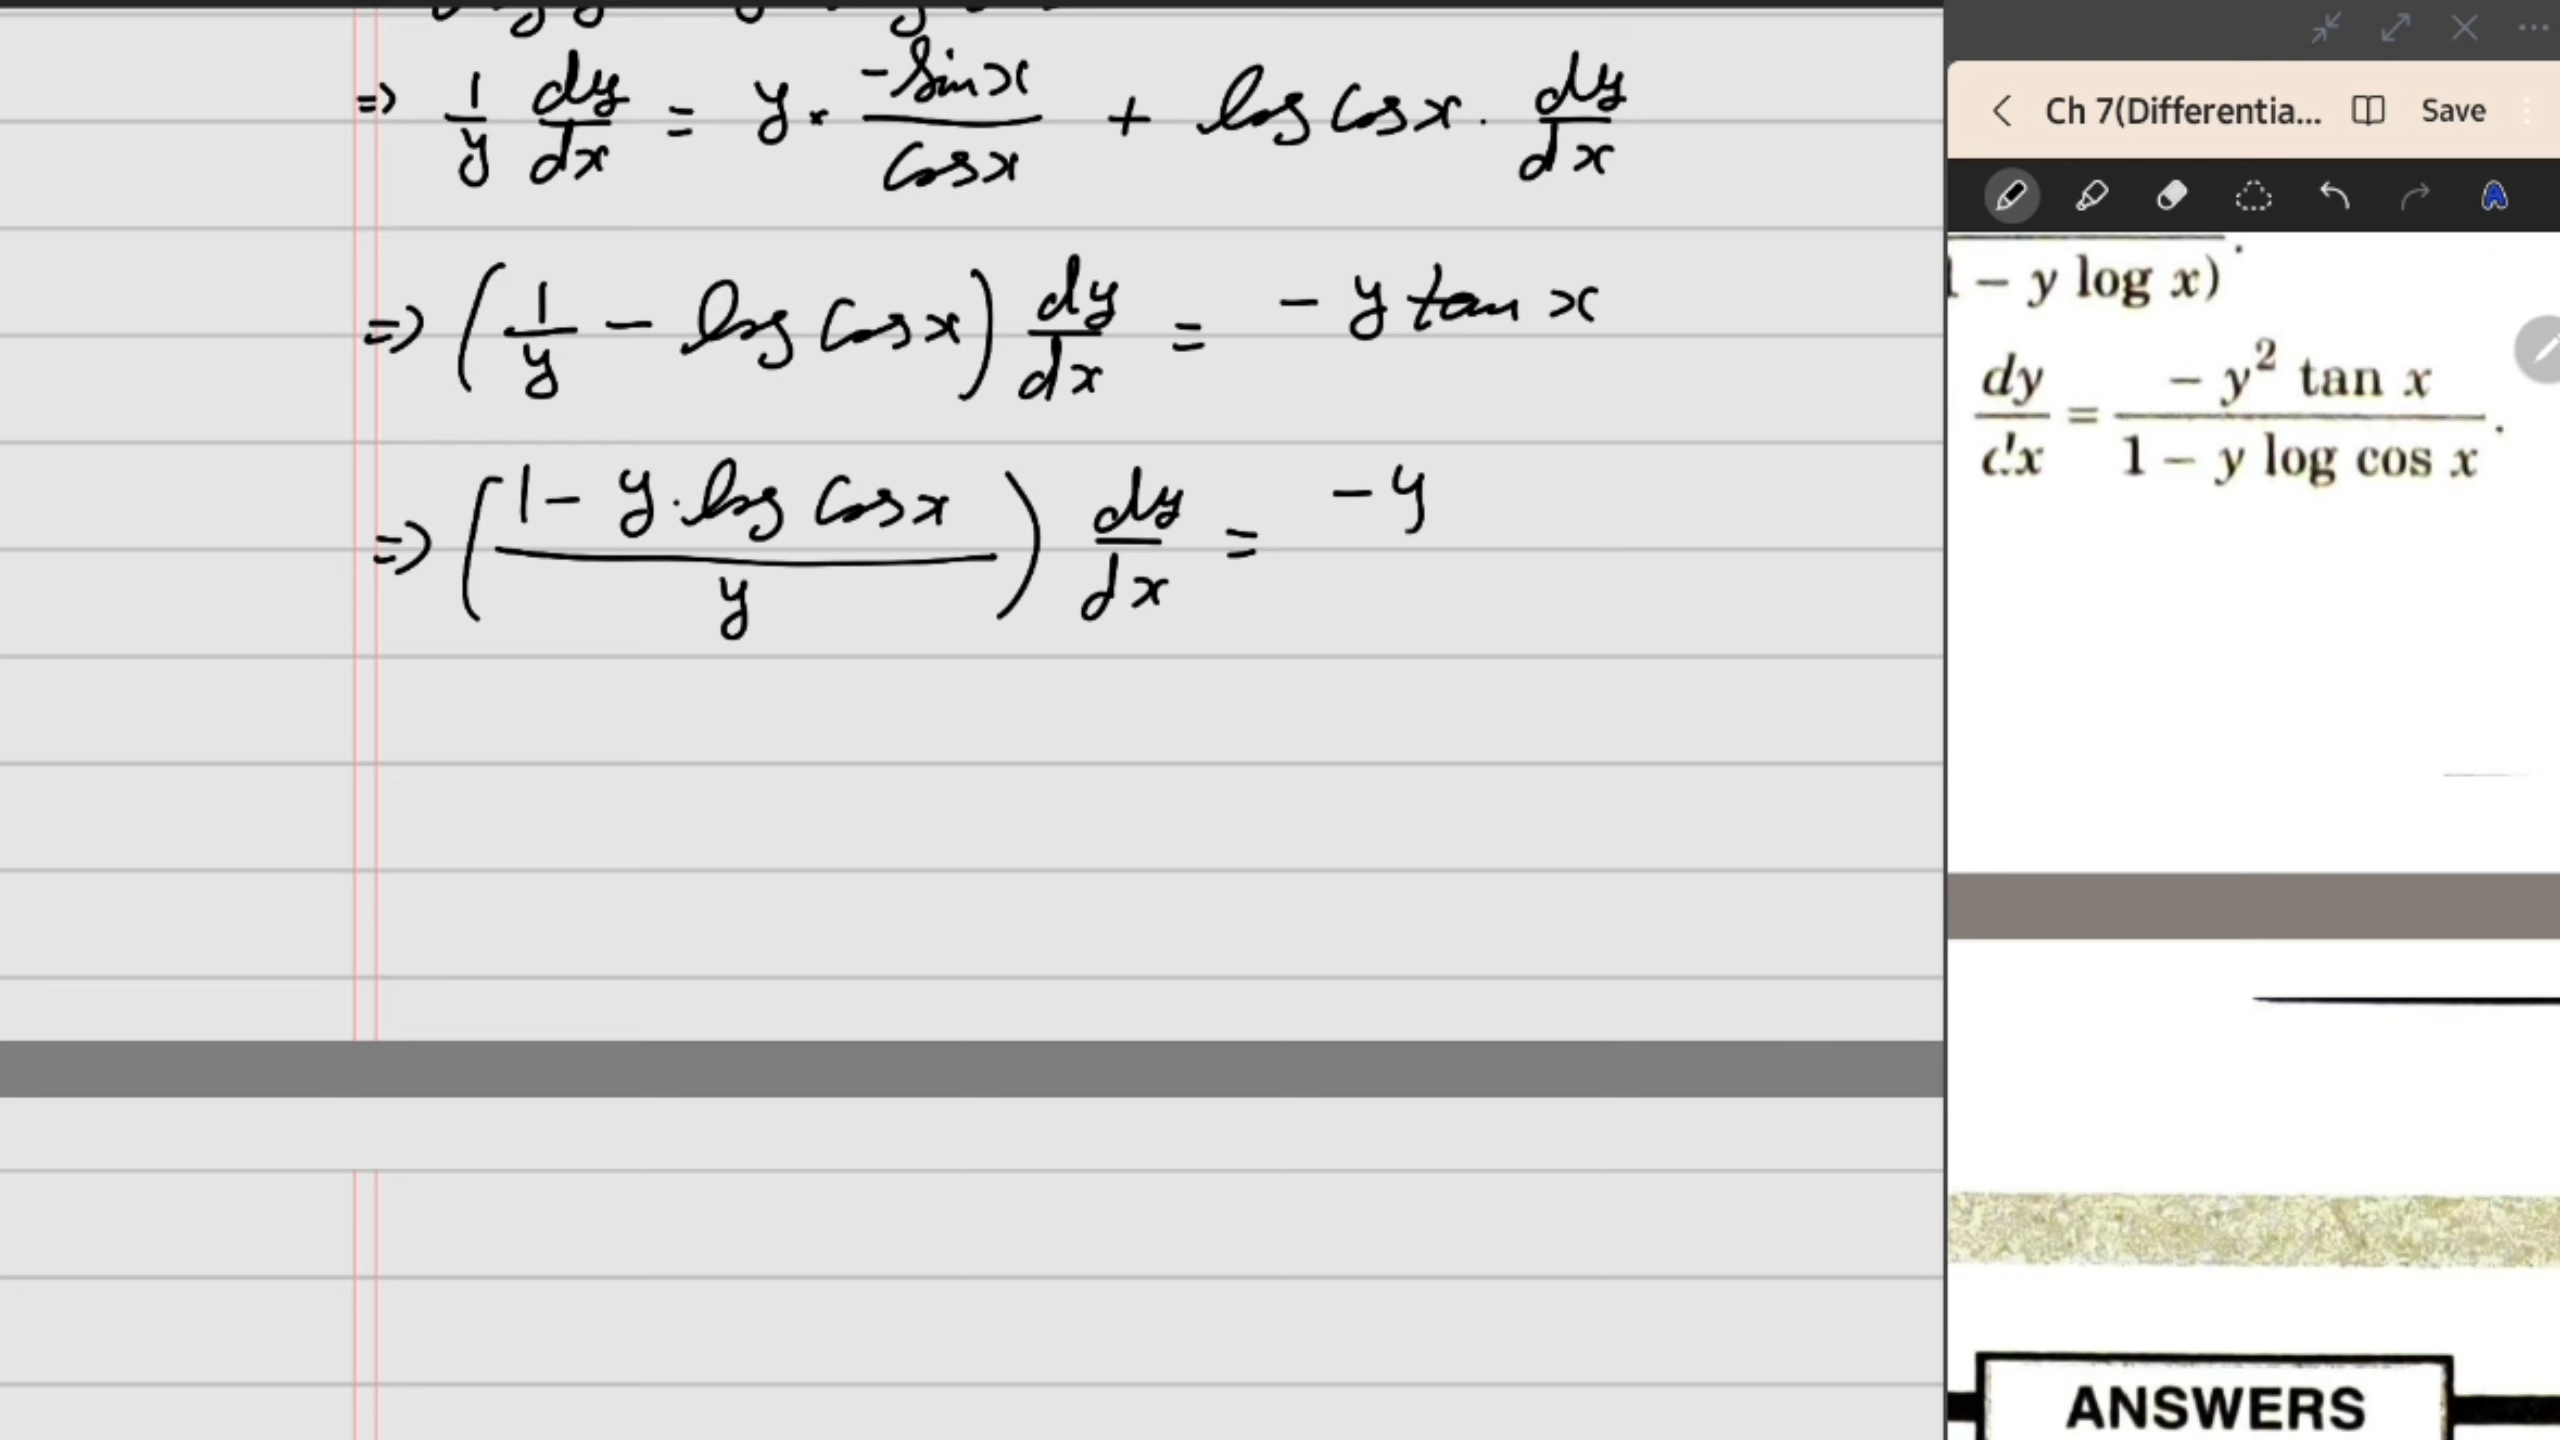 => 1/y dy/dx = y · -sin x/cos x + log cos x . dy/dx
=> (1/y - log cos x) dy/dx = - y tan x
=> (1 - y . log cos x / y) dy/dx = -y
Ch 7(Differentia... Save
- y log x)
dy/dx = - y² tan x / 1 - y log cos x .
ANSWERS